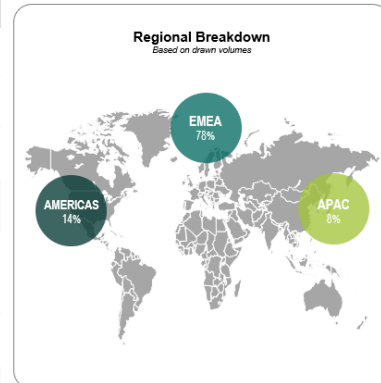 Regional Breakdown
Based on drawn volumes
EMEA
78%
AMERICAS
14%
APAC
8%